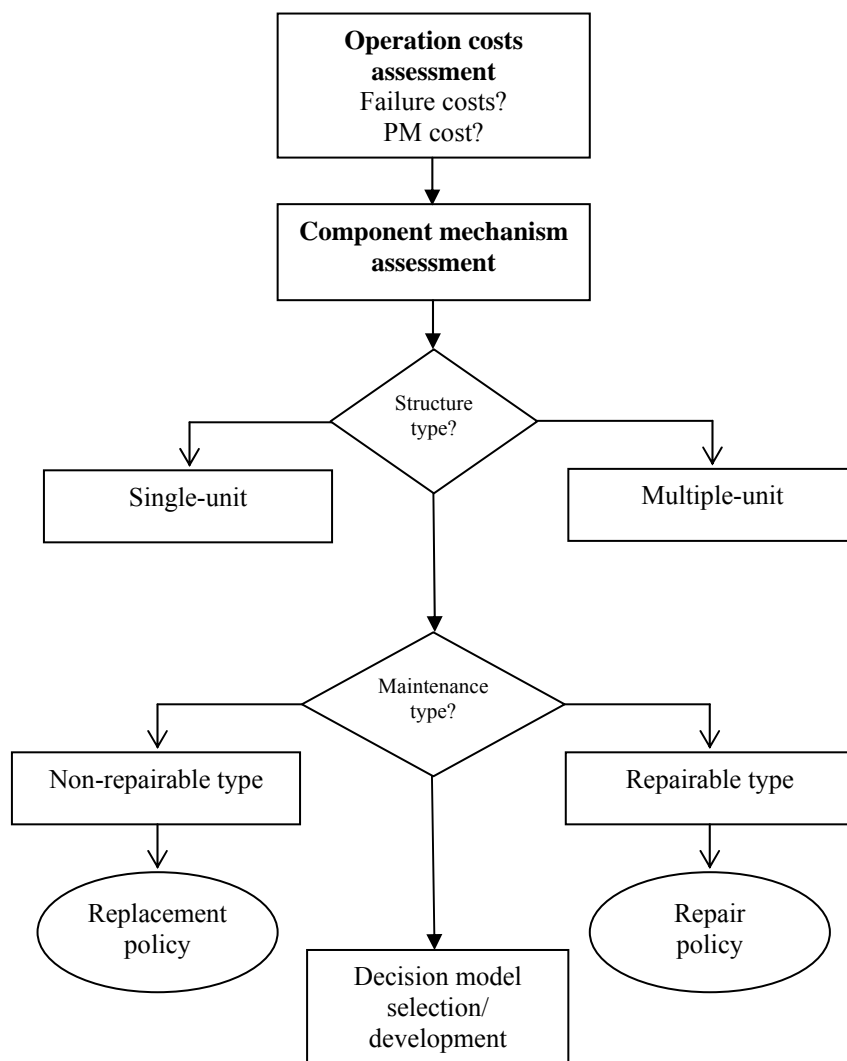 Operation costs
assessment
Failure costs?
PM cost?
Component mechanism
assessment
Structure
type?
Single-unit
Multiple-unit
Maintenance
type?
Non-repairable type
Repairable type
Replacement
policy
Repair
policy
Decision model
selection/
development